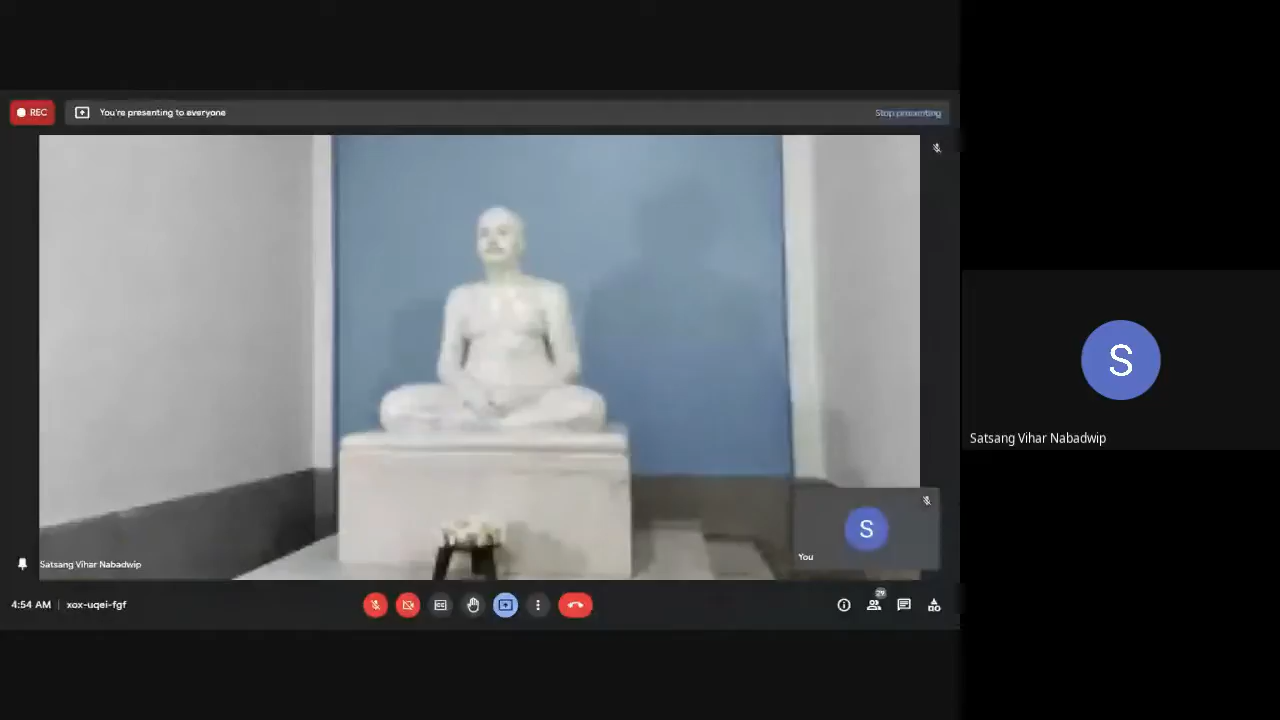 REC
You're presenting to everyone
Stop presenting
S
Satsang Vihar Nabadwip
S
You
Satsang Vihar Nabadwip
4:54 AM | xox-uqei-fgf
29